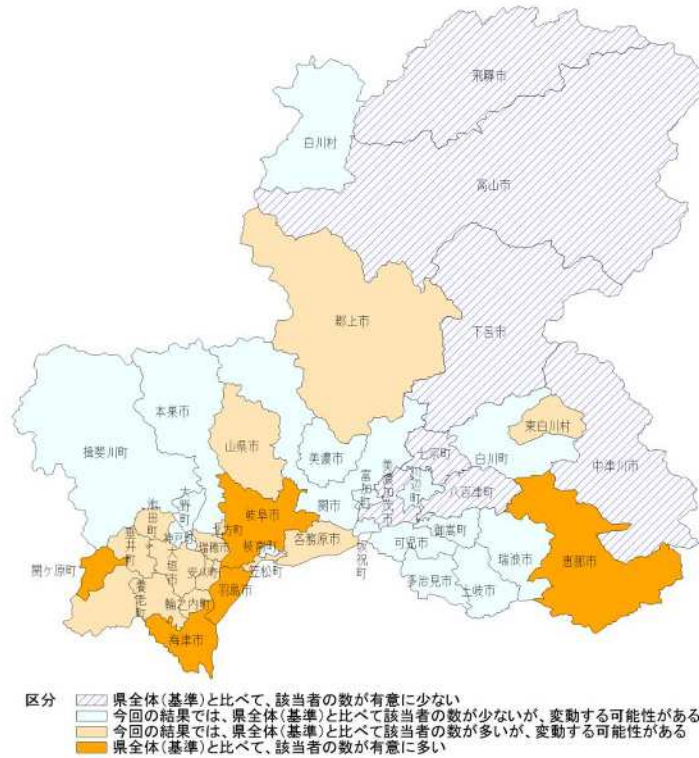 飛騨市
白川村
高山市
郡上市
下呂市
本巣市
山県市
揖斐川町
美濃市
七宗町
東白川村
白川町
中津川市
美濃加茂市
富加町
川辺町
八百津町
大野町
池田町
関市
岐阜市
北方町
神戸町
垂井町
瑞穂市
大垣市
岐南町
各務原市
坂祝町
可児市
御嵩町
瑞浪市
恵那市
関ケ原町
安八町
笠松町
羽島市
養老町
輪之内町
多治見市
土岐市
海津市
区分
県全体(基準)と比べて、該当者の数が有意に少ない
今回の結果では、県全体(基準)と比べて該当者の数が少ないが、変動する可能性がある
今回の結果では、県全体(基準)と比べて該当者の数が多いが、変動する可能性がある
県全体(基準)と比べて、該当者の数が有意に多い